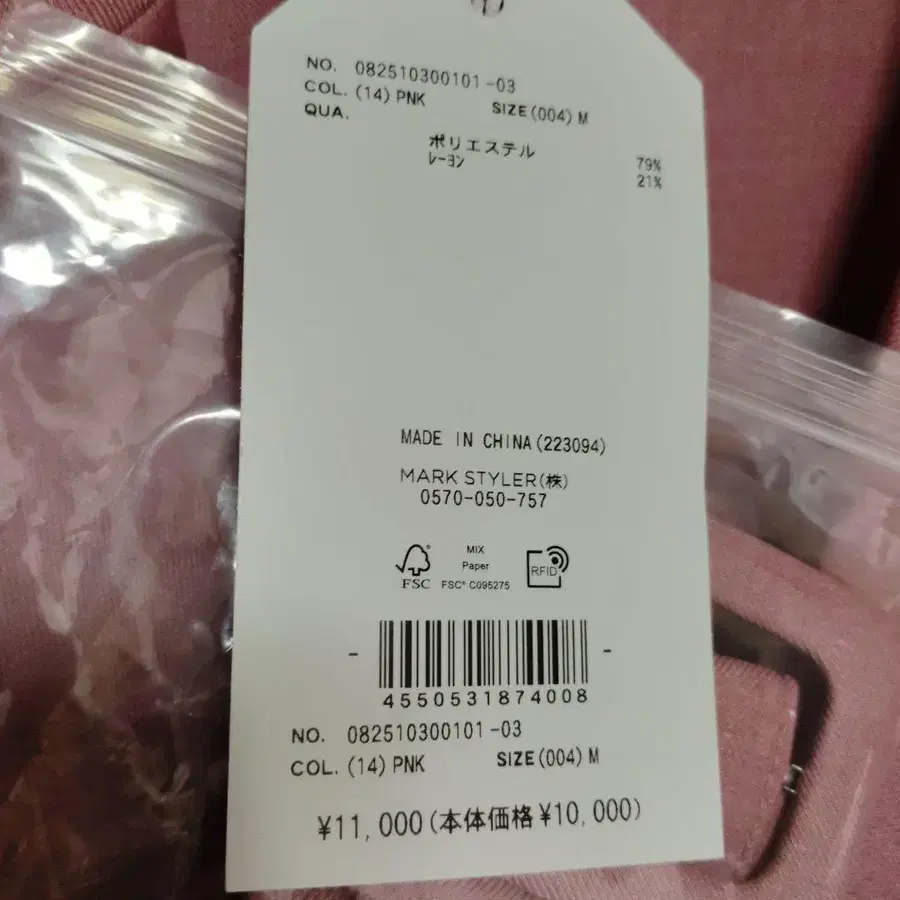 NO. 082510300101-03
COL. (14) PNK SIZE(004) M
QUA.
ポリエステル 79%
レーヨン 21%
MADE IN CHINA(223094)
MARK STYLER(株)
0570-050-757
FSC MIX Paper FSC® C095275
RFID
4550531874008
NO. 082510300101-03
COL. (14) PNK SIZE(004) M
¥11,000(本体価格¥10,000)